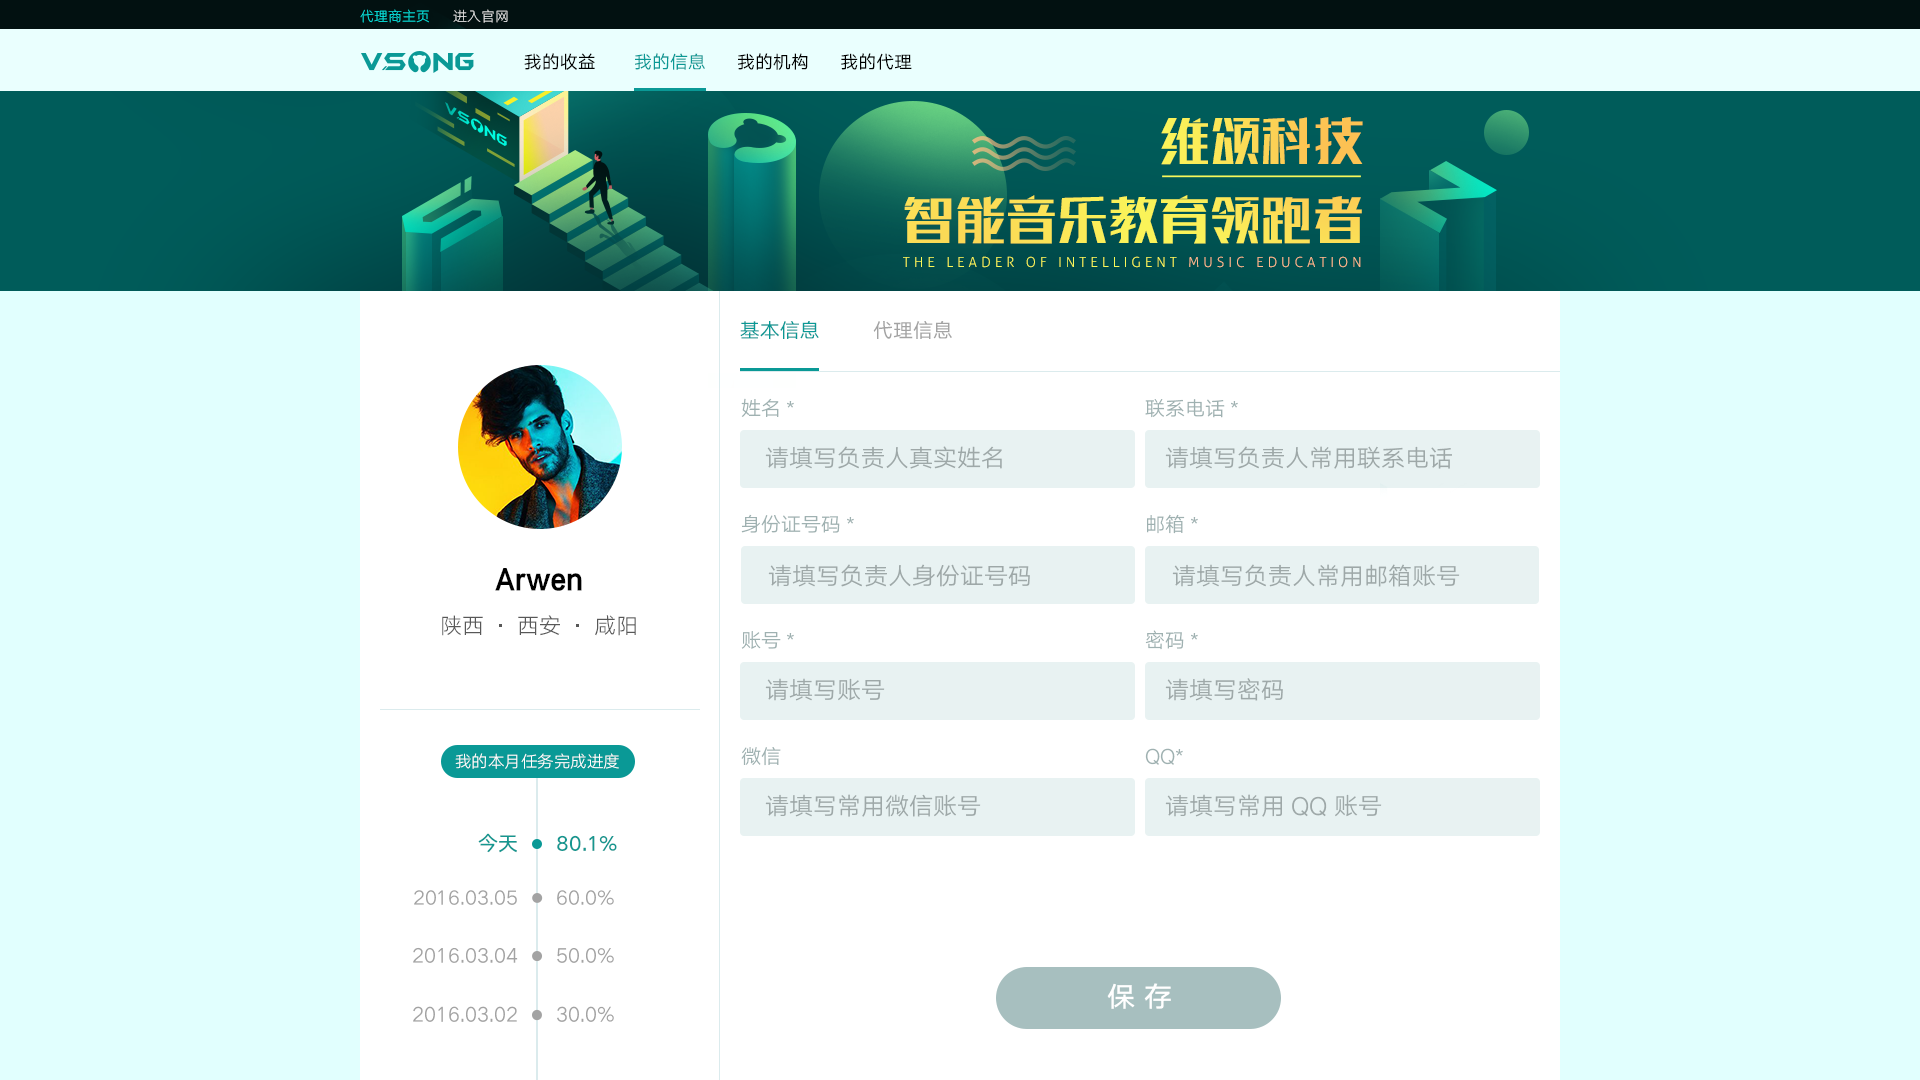 代理商主页 进入官网
VSONG 我的收益 我的信息 我的机构 我的代理
VSONG
维颂科技
智能音乐教育领跑者
THE LEADER OF INTELLIGENT MUSIC EDUCATION
Arwen
陕西 · 西安 · 咸阳
我的本月任务完成进度
今天 80.1%
2016.03.05 60.0%
2016.03.04 50.0%
2016.03.02 30.0%
基本信息 代理信息
姓名 * 联系电话 *
请填写负责人真实姓名 请填写负责人常用联系电话
身份证号码 * 邮箱 *
请填写负责人身份证号码 请填写负责人常用邮箱账号
账号 * 密码 *
请填写账号 请填写密码
微信 QQ*
请填写常用微信账号 请填写常用 QQ 账号
保 存